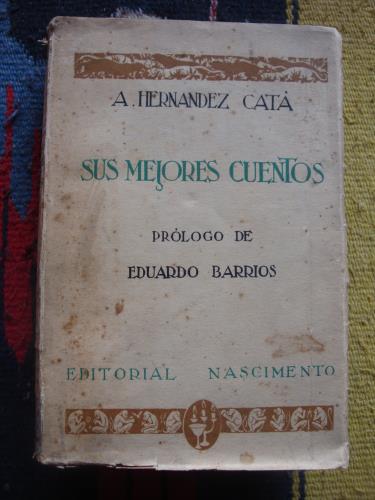 A. HERNANDEZ CATÁ
SUS MEJORES CUENTOS
PRÓLOGO DE
EDUARDO BARRIOS
EDITORIAL NASCIMENTO